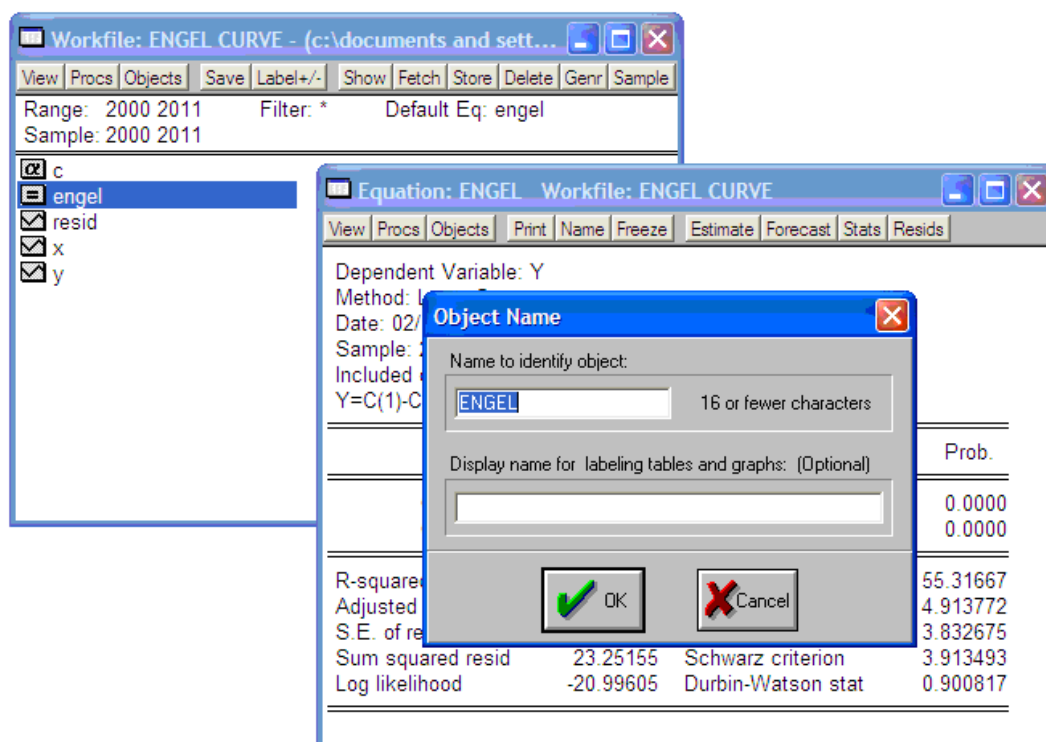 Workfile: ENGEL CURVE - (c:\documents and sett...
View Procs Objects Save Label+/- Show Fetch Store Delete Genr Sample
Range: 2000 2011 Filter: * Default Eq: engel
Sample: 2000 2011
c
engel
resid
x
y
Equation: ENGEL Workfile: ENGEL CURVE
View Procs Objects Print Name Freeze Estimate Forecast Stats Resids
Dependent Variable: Y
Method:
Date: 02/
Sample:
Included
Y=C(1)-C
Prob.
0.0000
0.0000
R-squared 55.31667
Adjusted 4.913772
S.E. of 3.832675
Sum squared resid 23.25155 Schwarz criterion 3.913493
Log likelihood -20.99605 Durbin-Watson stat 0.900817
Object Name
Name to identify object:
ENGEL 16 or fewer characters
Display name for labeling tables and graphs: (Optional)
OK Cancel